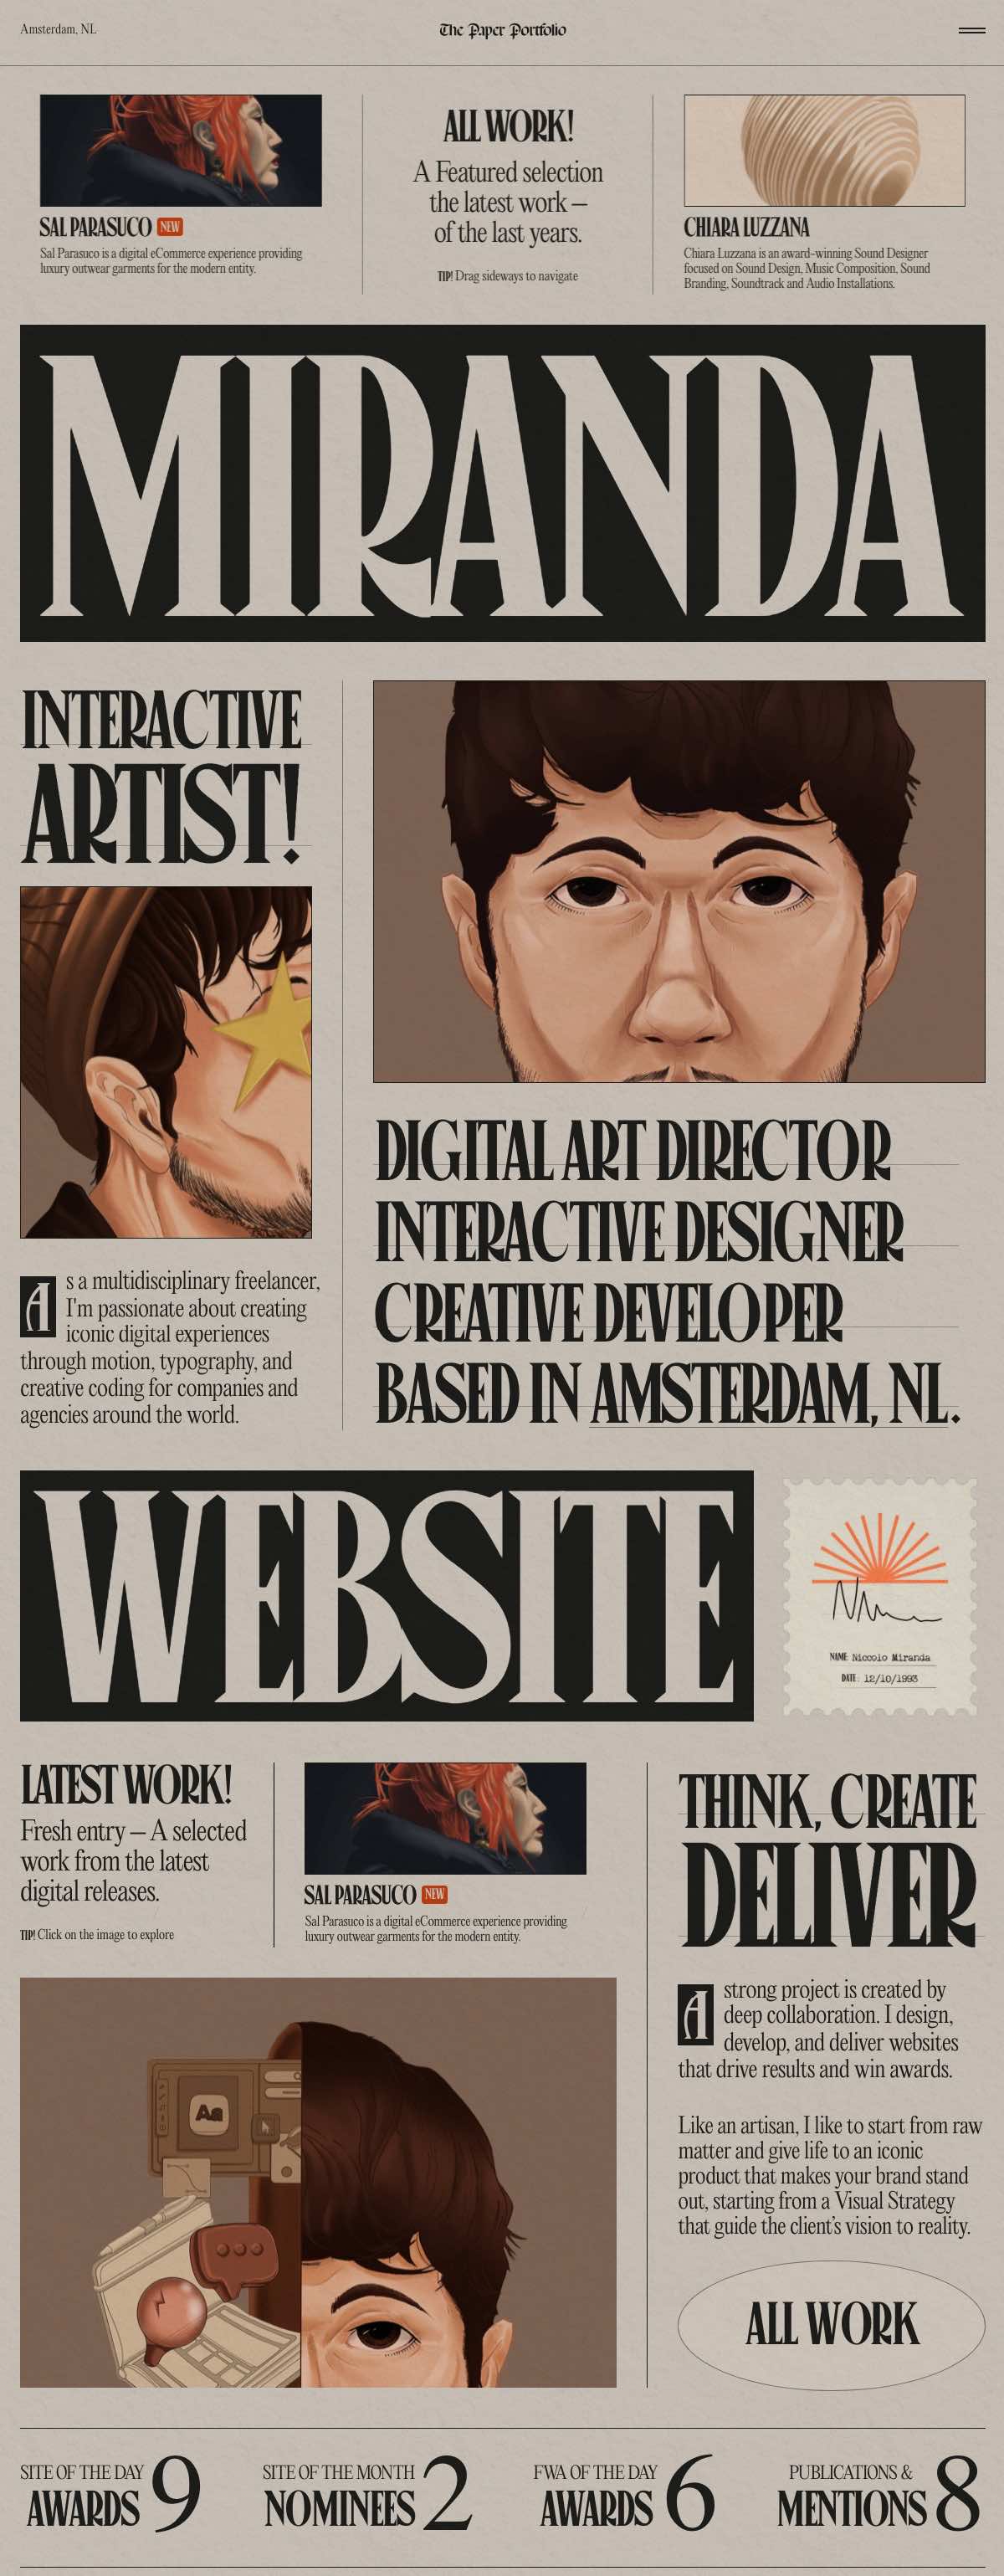 Amsterdam, NL
The Paper Portfolio
SAL PARASUCO NEW
Sal Parasuco is a digital eCommerce experience providing
luxury outwear garments for the modern entity.
ALL WORK!
A Featured selection
the latest work —
of the last years.
TIP! Drag sideways to navigate
CHIARA LUZZANA
Chiara Luzzana is an award-winning Sound Designer
focused on Sound Design, Music Composition, Sound
Branding, Soundtrack and Audio Installations.
MIRANDA
INTERACTIVE
ARTIST!
As a multidisciplinary freelancer,
I'm passionate about creating
iconic digital experiences
through motion, typography, and
creative coding for companies and
agencies around the world.
DIGITAL ART DIRECTOR
INTERACTIVE DESIGNER
CREATIVE DEVELOPER
BASED IN AMSTERDAM, NL.
WEBSITE
NAME: Niccolo Miranda
DATE: 12/10/1993
LATEST WORK!
Fresh entry — A selected
work from the latest
digital releases.
TIP! Click on the image to explore
SAL PARASUCO NEW
Sal Parasuco is a digital eCommerce experience providing
luxury outwear garments for the modern entity.
Aa
THINK, CREATE
DELIVER
A strong project is created by
deep collaboration. I design,
develop, and deliver websites
that drive results and win awards.
Like an artisan, I like to start from raw
matter and give life to an iconic
product that makes your brand stand
out, starting from a Visual Strategy
that guide the client's vision to reality.
ALL WORK
SITE OF THE DAY
AWARDS 9
SITE OF THE MONTH
NOMINEES 2
FWA OF THE DAY
AWARDS 6
PUBLICATIONS &
MENTIONS 8